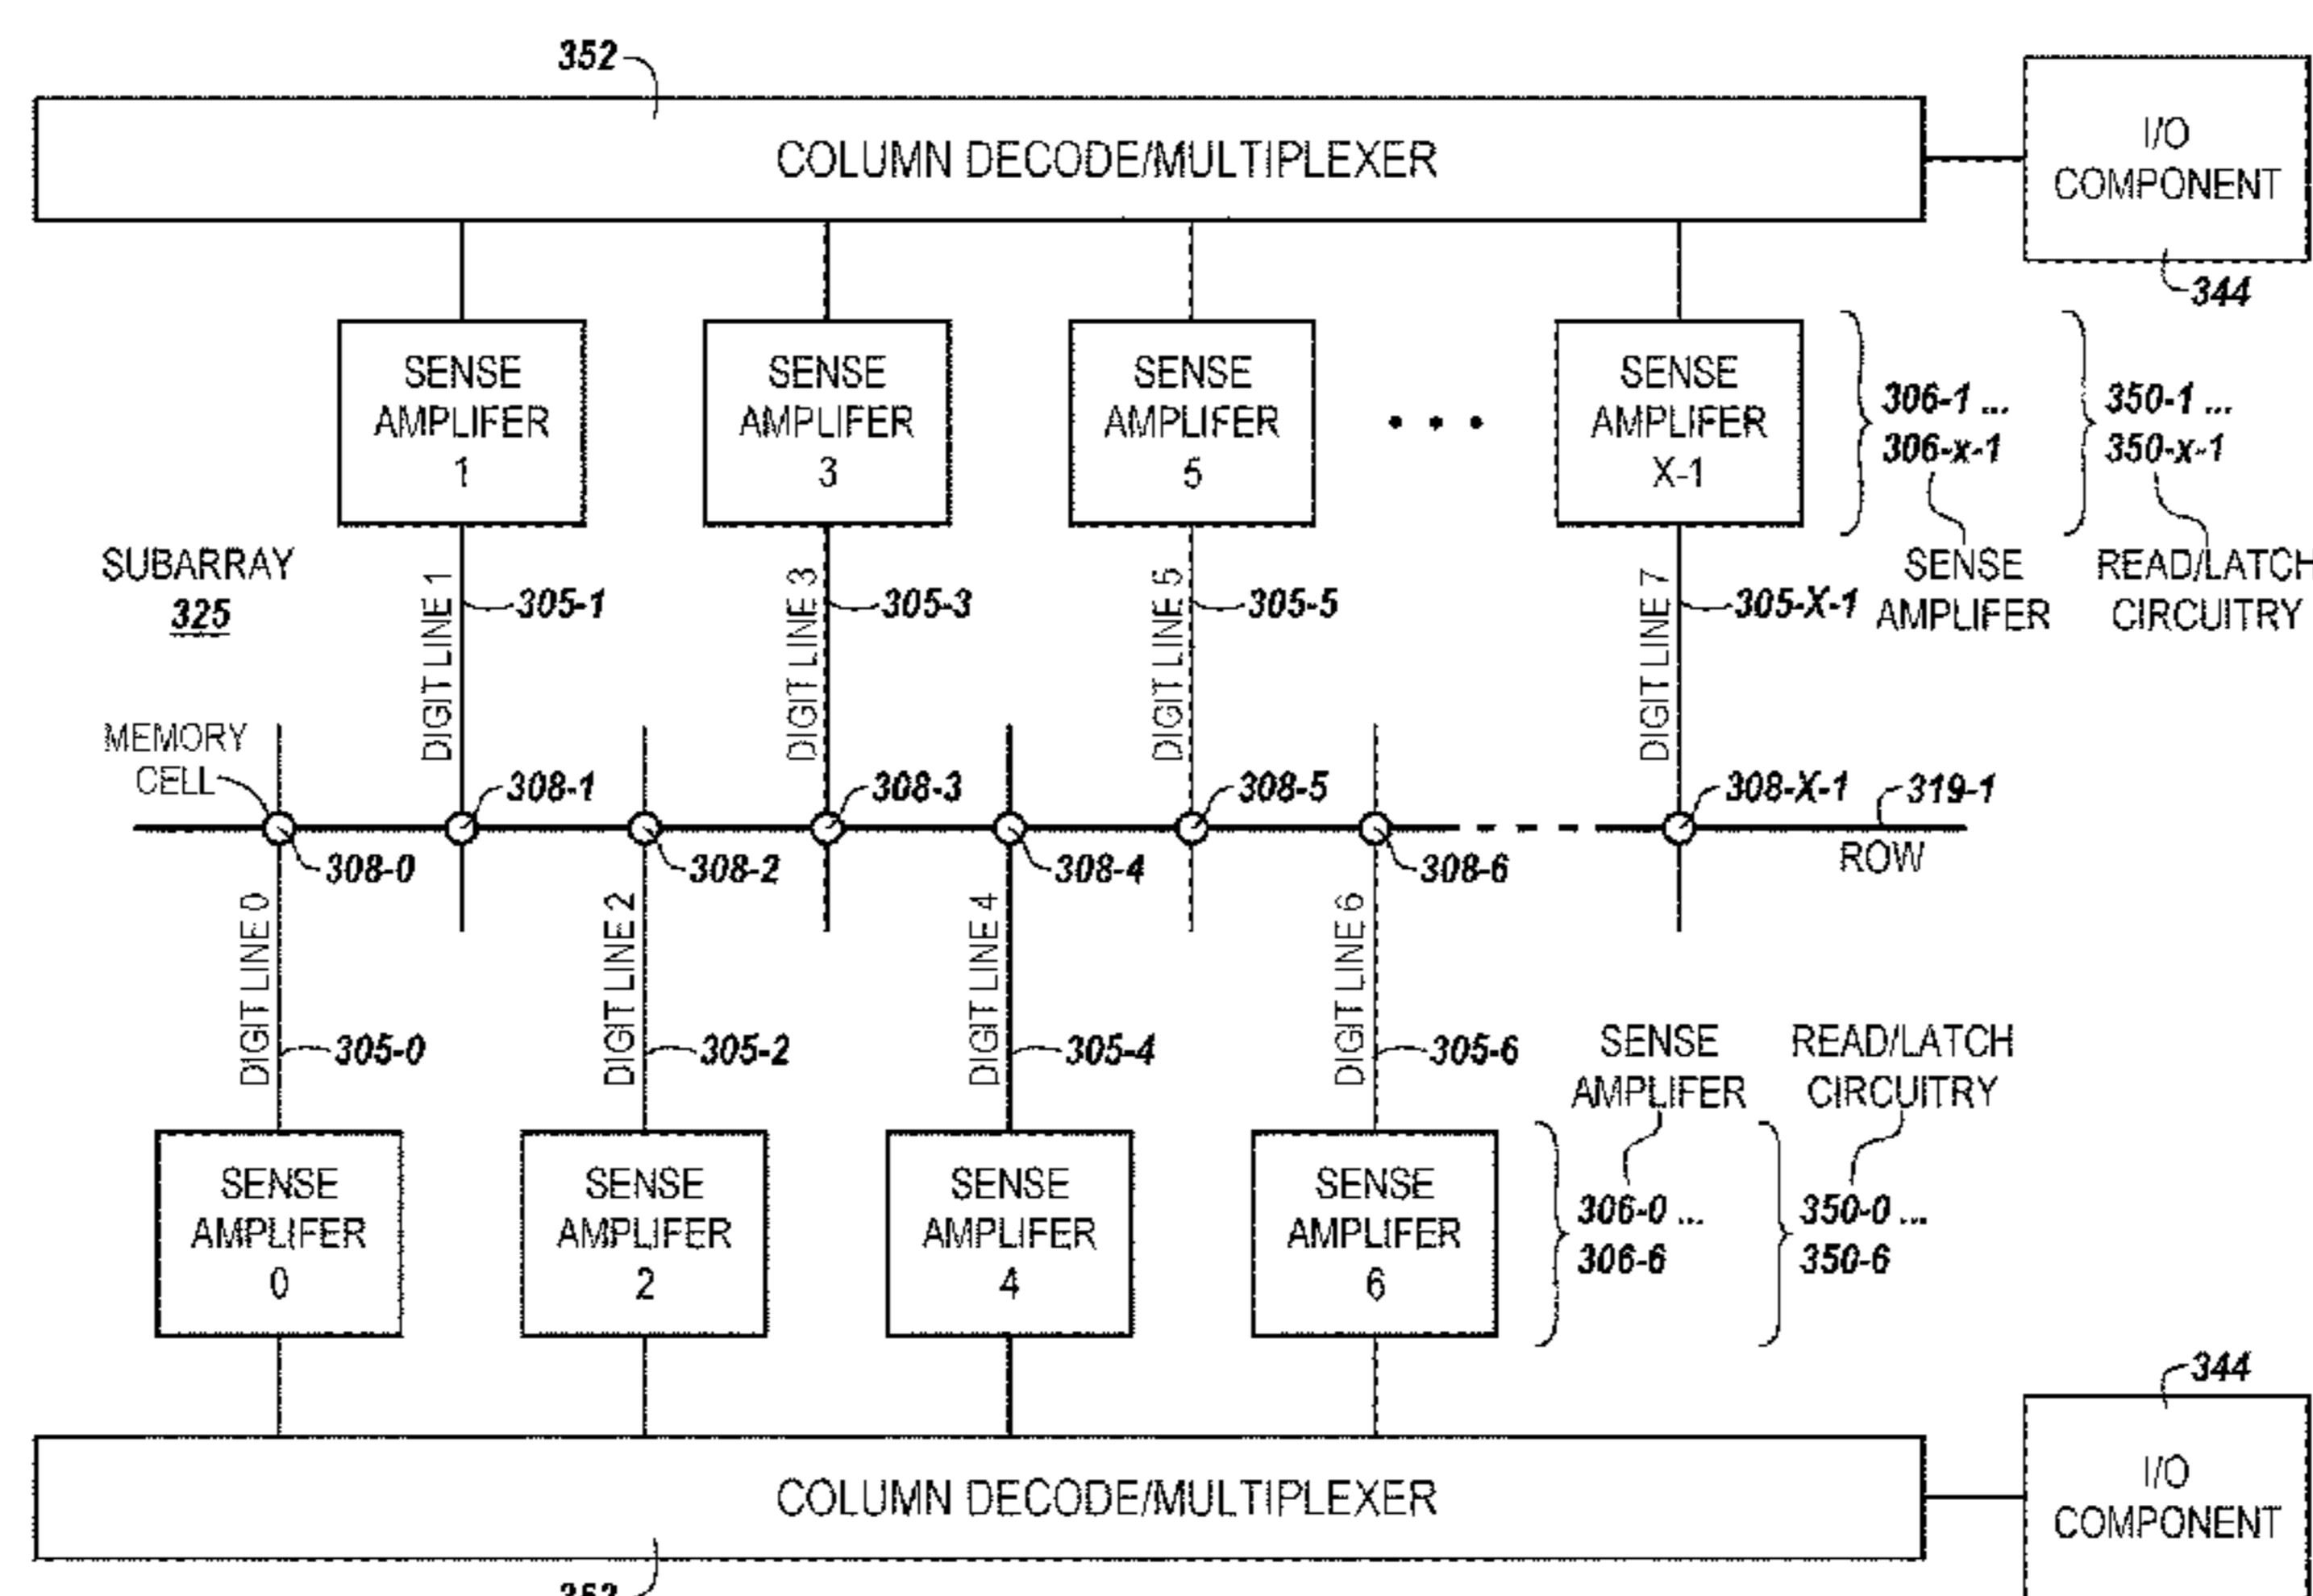 352
COLUMN DECODE/MULTIPLEXER
I/O
COMPONENT
344
SENSE
AMPLIFER
1
SENSE
AMPLIFER
3
SENSE
AMPLIFER
5
• • •
SENSE
AMPLIFER
X-1
306-1 ...
306-x-1
350-1 ...
350-x-1
SENSE
AMPLIFER
READ/LATCH
CIRCUITRY
SUBARRAY
325
DIGIT LINE 1
305-1
DIGIT LINE 3
305-3
DIGIT LINE 5
305-5
DIGIT LINE 7
305-X-1
MEMORY
CELL
308-1
308-3
308-5
308-X-1
319-1
ROW
308-0
308-2
308-4
308-6
DIGIT LINE 0
305-0
DIGIT LINE 2
305-2
DIGIT LINE 4
305-4
DIGIT LINE 6
305-6
SENSE
AMPLIFER
READ/LATCH
CIRCUITRY
SENSE
AMPLIFER
0
SENSE
AMPLIFER
2
SENSE
AMPLIFER
4
SENSE
AMPLIFER
6
306-0 ...
306-6
350-0 ...
350-6
344
COLUMN DECODE/MULTIPLEXER
I/O
COMPONENT